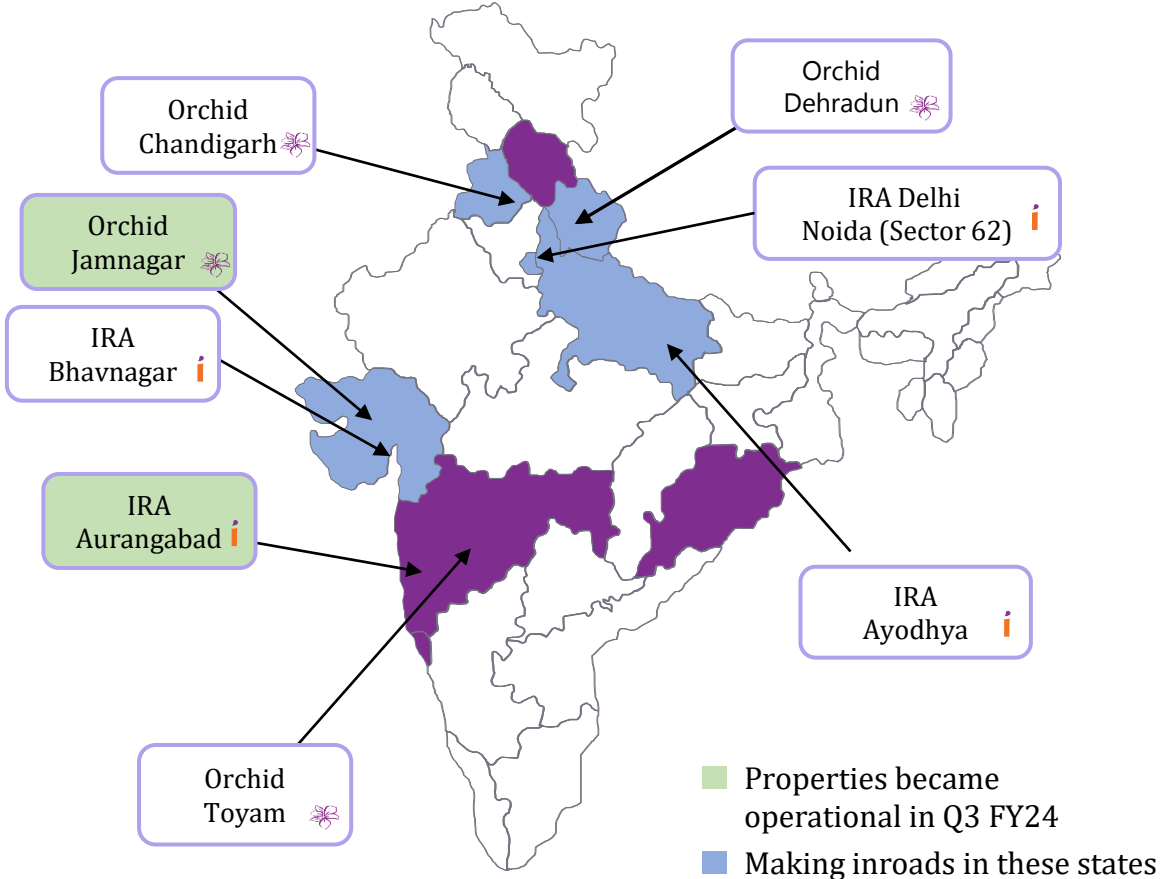 Orchid
Dehradun
Orchid
Chandigarh
IRA Delhi
Noida (Sector 62)
Orchid
Jamnagar
IRA
Bhavnagar
IRA
Aurangabad
IRA
Ayodhya
Orchid
Toyam
Properties became
operational in Q3 FY24
Making inroads in these states